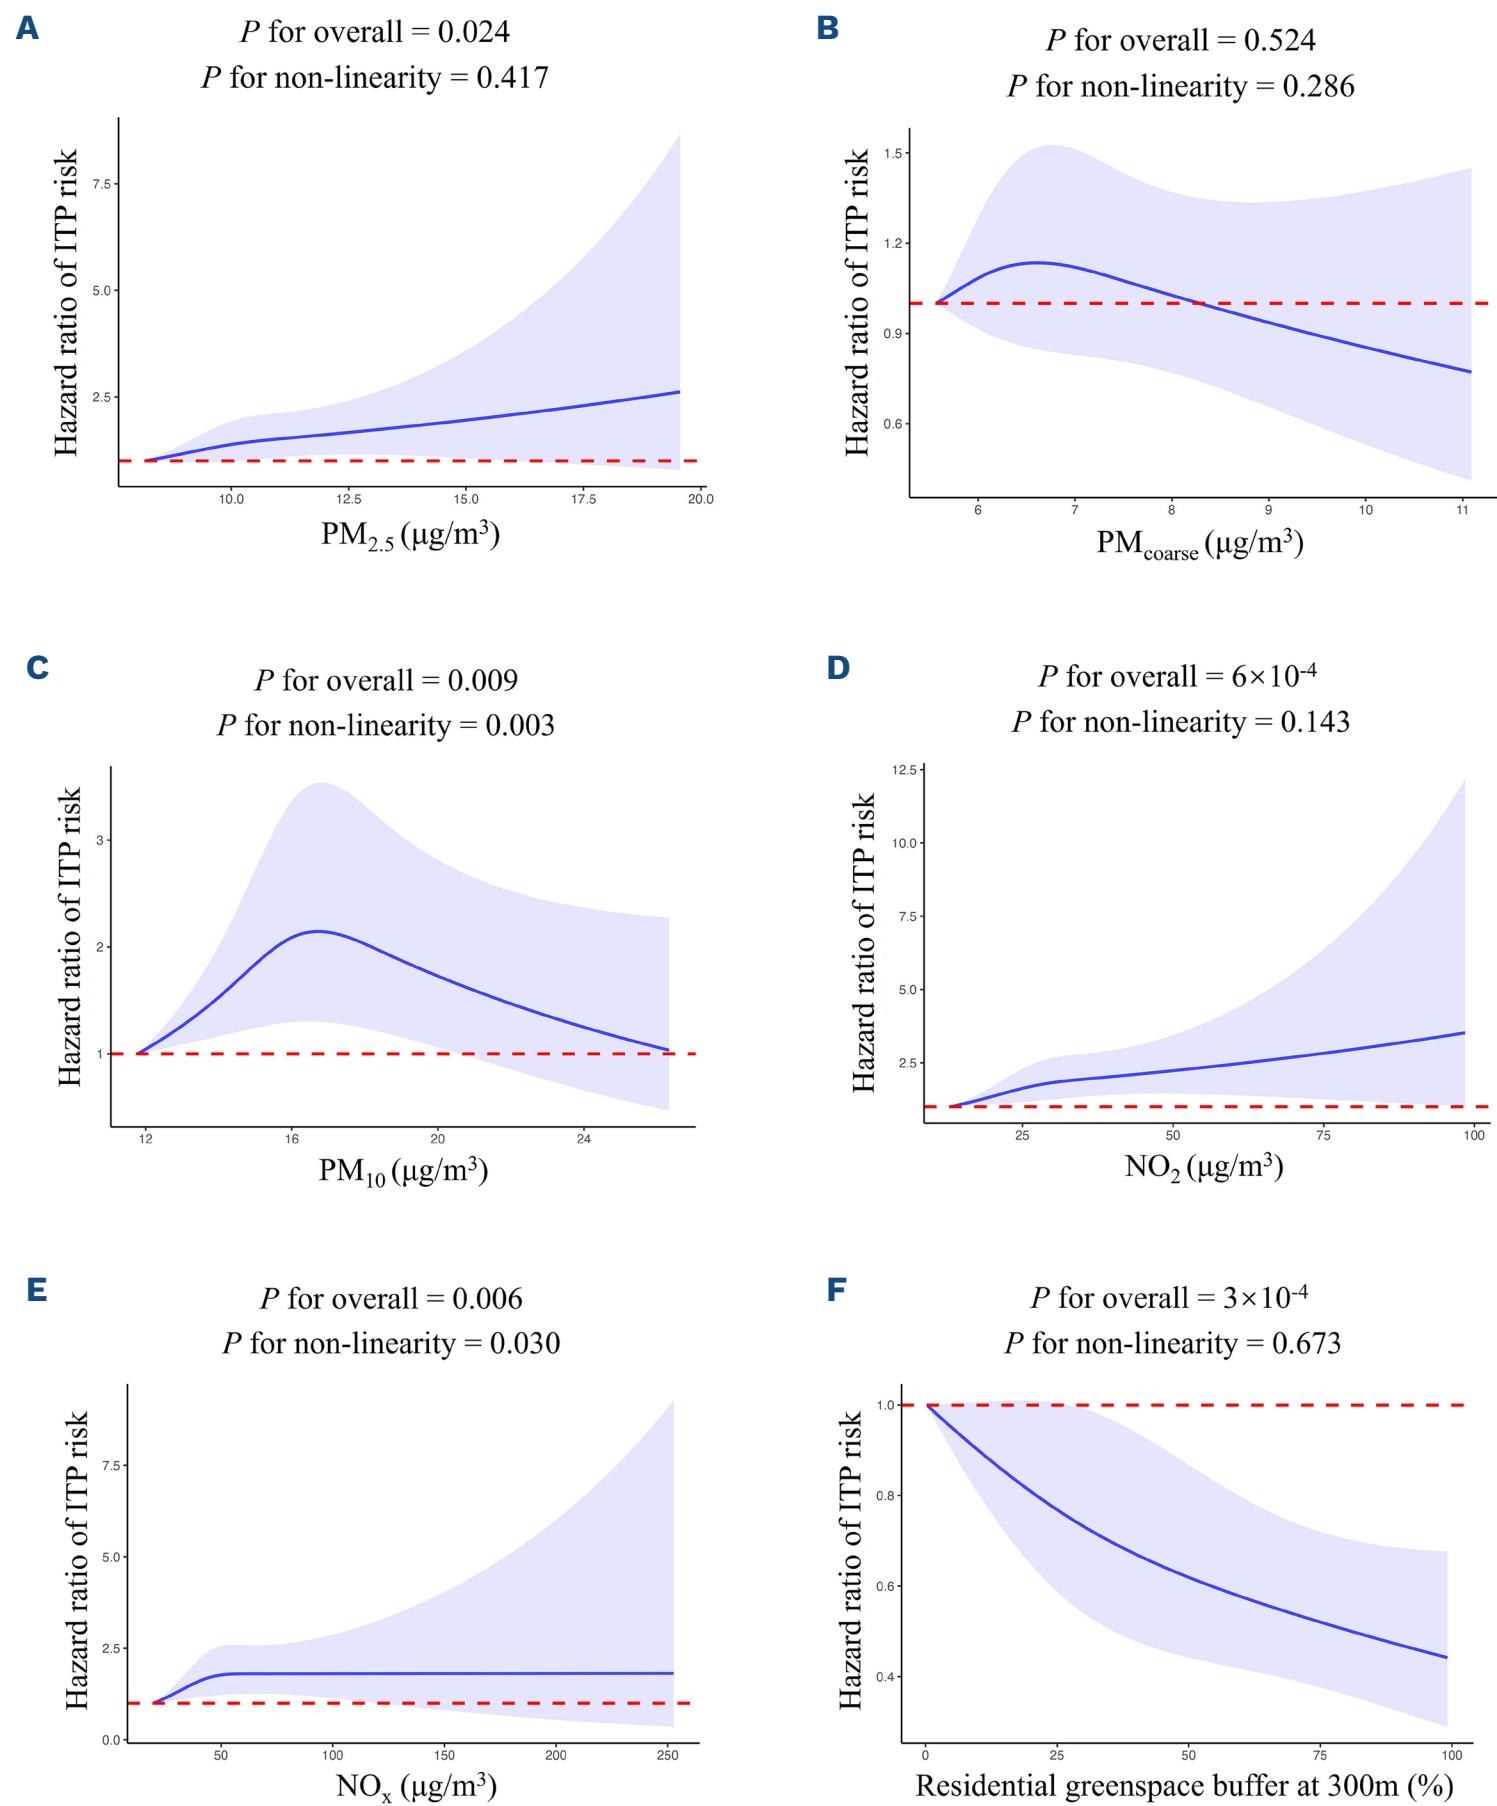 A
P for overall = 0.024
P for non-linearity = 0.417
Hazard ratio of ITP risk
7.5
5.0
2.5
10.0 12.5 15.0 17.5 20.0
PM2.5 (μg/m³)
B
P for overall = 0.524
P for non-linearity = 0.286
Hazard ratio of ITP risk
1.5
1.2
0.9
0.6
6 7 8 9 10 11
PMcoarse (μg/m³)
C
P for overall = 0.009
P for non-linearity = 0.003
Hazard ratio of ITP risk
3
2
1
12 16 20 24
PM10 (μg/m³)
D
P for overall = 6×10⁻⁴
P for non-linearity = 0.143
Hazard ratio of ITP risk
12.5
10.0
7.5
5.0
2.5
25 50 75 100
NO2 (μg/m³)
E
P for overall = 0.006
P for non-linearity = 0.030
Hazard ratio of ITP risk
7.5
5.0
2.5
0.0
50 100 150 200 250
NOx (μg/m³)
F
P for overall = 3×10⁻⁴
P for non-linearity = 0.673
Hazard ratio of ITP risk
1.0
0.8
0.6
0.4
0 25 50 75 100
Residential greenspace buffer at 300m (%)